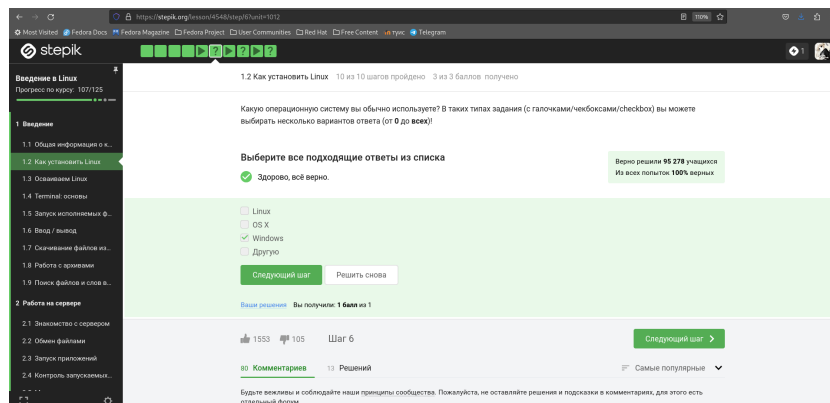 https://stepik.org/lesson/4548/step/6?unit=1012
110%
Most Visited Fedora Docs Fedora Magazine Fedora Project User Communities Red Hat Free Content Telegram
stepik
1
Введение в Linux
Прогресс по курсу: 107/125
1 Введение
1.1 Общая информация о к...
1.2 Как установить Linux
1.3 Осваиваем Linux
1.4 Terminal: основы
1.5 Запуск исполняемых ф...
1.6 Ввод / вывод
1.7 Скачивание файлов из...
1.8 Работа с архивами
1.9 Поиск файлов и слов в...
2 Работа на сервере
2.1 Знакомство с сервером
2.2 Обмен файлами
2.3 Запуск приложений
2.4 Контроль запускаемых...
1.2 Как установить Linux 10 из 10 шагов пройдено 3 из 3 баллов получено
Какую операционную систему вы обычно используете? В таких типах задания (с галочками/чекбоксами/checkbox) вы можете
выбирать несколько вариантов ответа (от 0 до всех)!
Выберите все подходящие ответы из списка
Здорово, всё верно.
Верно решили 95 278 учащихся
Из всех попыток 100% верных
Linux
OS X
Windows
Другую
Следующий шаг Решить снова
Ваши решения Вы получили: 1 балл из 1
1553 105 Шаг 6 Следующий шаг
80 Комментариев 13 Решений Самые популярные
Будьте вежливы и соблюдайте наши принципы сообщества. Пожалуйста, не оставляйте решения и подсказки в комментариях, для этого есть
отдельный форум.